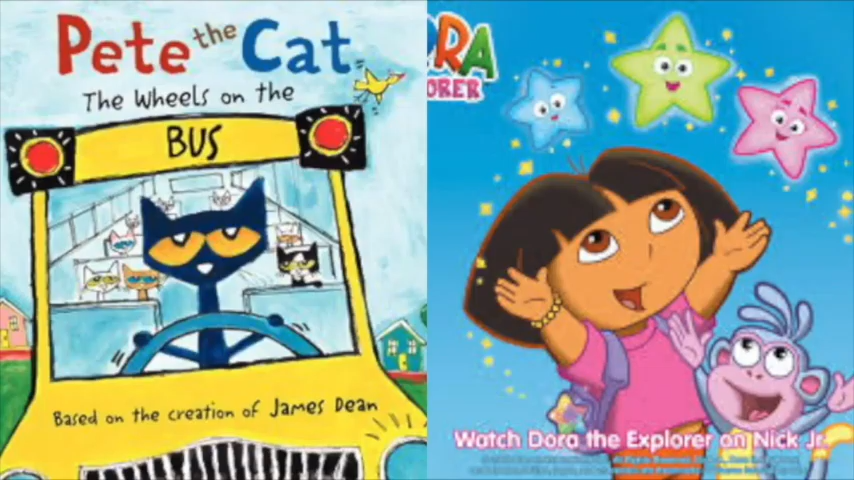 Pete the Cat
The Wheels on the
BUS
Based on the creation of James Dean
RA
ORER
Watch Dora the Explorer on Nick Jr.